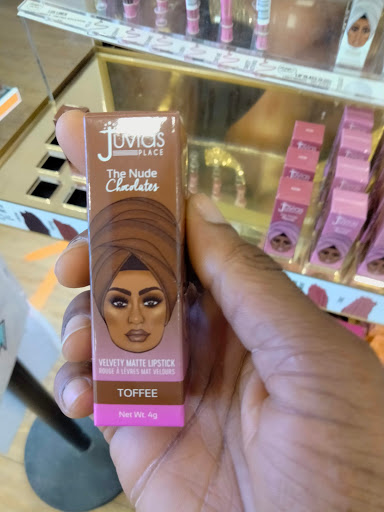 Juvia's
PLACE
The Nude
Chocolates
VELVETY MATTE LIPSTICK
ROUGE À LÈVRES MAT VELOURS
TOFFEE
Net Wt. 4g